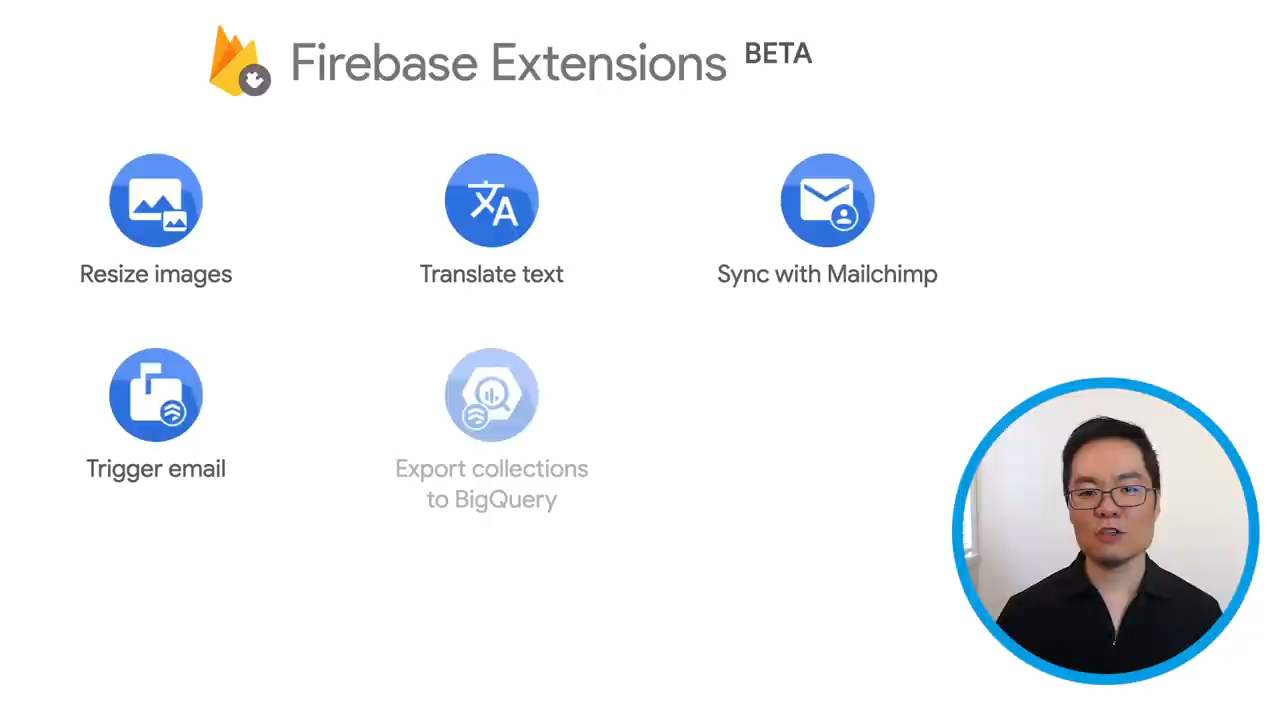 Firebase Extensions BETA
Resize images
Translate text
Sync with Mailchimp
Trigger email
Export collections
to BigQuery